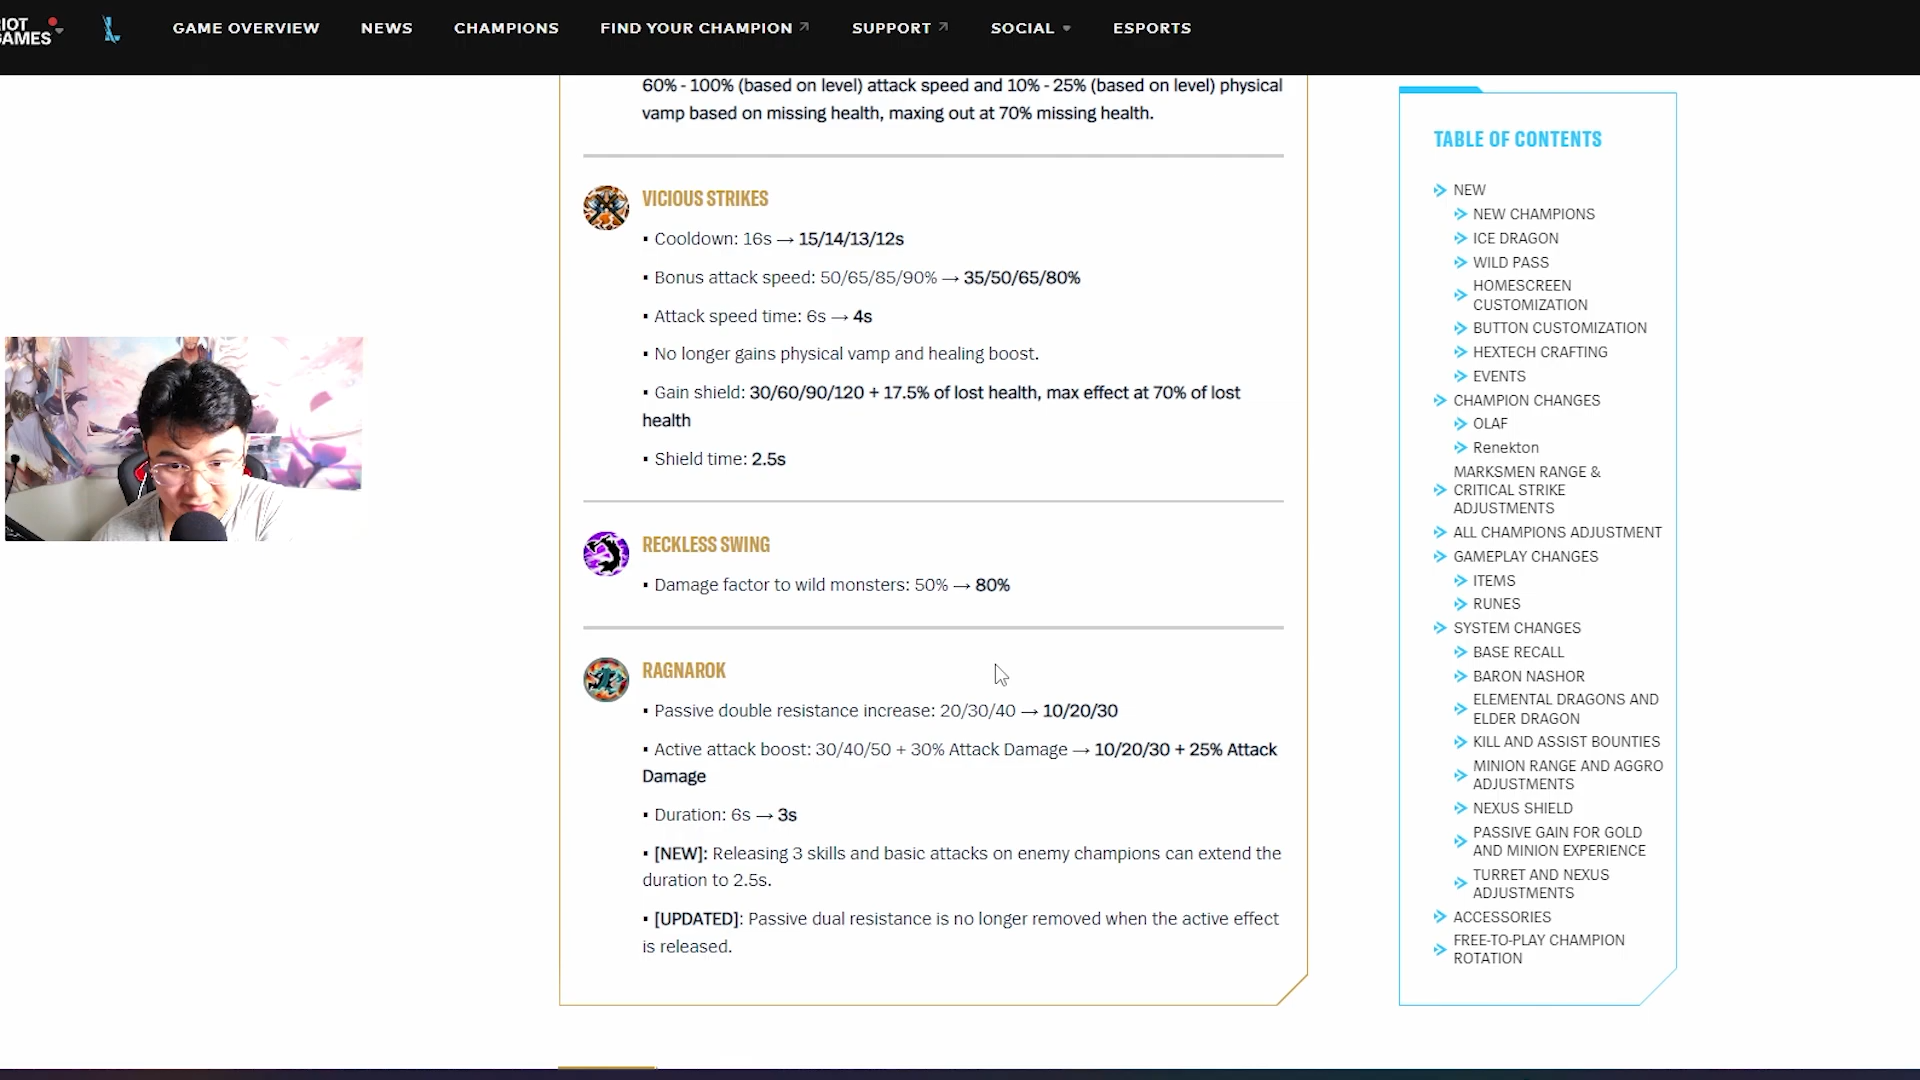 RIOT
GAMES
GAME OVERVIEW
NEWS
CHAMPIONS
FIND YOUR CHAMPION
SUPPORT
SOCIAL
ESPORTS
60% - 100% (based on level) attack speed and 10% - 25% (based on level) physical
vamp based on missing health, maxing out at 70% missing health.
VICIOUS STRIKES
▪ Cooldown: 16s → 15/14/13/12s
▪ Bonus attack speed: 50/65/85/90% → 35/50/65/80%
▪ Attack speed time: 6s → 4s
▪ No longer gains physical vamp and healing boost.
▪ Gain shield: 30/60/90/120 + 17.5% of lost health, max effect at 70% of lost
health
▪ Shield time: 2.5s
RECKLESS SWING
▪ Damage factor to wild monsters: 50% → 80%
RAGNAROK
▪ Passive double resistance increase: 20/30/40 → 10/20/30
▪ Active attack boost: 30/40/50 + 30% Attack Damage → 10/20/30 + 25% Attack
Damage
▪ Duration: 6s → 3s
▪ [NEW]: Releasing 3 skills and basic attacks on enemy champions can extend the
duration to 2.5s.
▪ [UPDATED]: Passive dual resistance is no longer removed when the active effect
is released.
TABLE OF CONTENTS
NEW
NEW CHAMPIONS
ICE DRAGON
WILD PASS
HOMESCREEN
CUSTOMIZATION
BUTTON CUSTOMIZATION
HEXTECH CRAFTING
EVENTS
CHAMPION CHANGES
OLAF
Renekton
MARKSMEN RANGE &
CRITICAL STRIKE
ADJUSTMENTS
ALL CHAMPIONS ADJUSTMENT
GAMEPLAY CHANGES
ITEMS
RUNES
SYSTEM CHANGES
BASE RECALL
BARON NASHOR
ELEMENTAL DRAGONS AND
ELDER DRAGON
KILL AND ASSIST BOUNTIES
MINION RANGE AND AGGRO
ADJUSTMENTS
NEXUS SHIELD
PASSIVE GAIN FOR GOLD
AND MINION EXPERIENCE
TURRET AND NEXUS
ADJUSTMENTS
ACCESSORIES
FREE-TO-PLAY CHAMPION
ROTATION